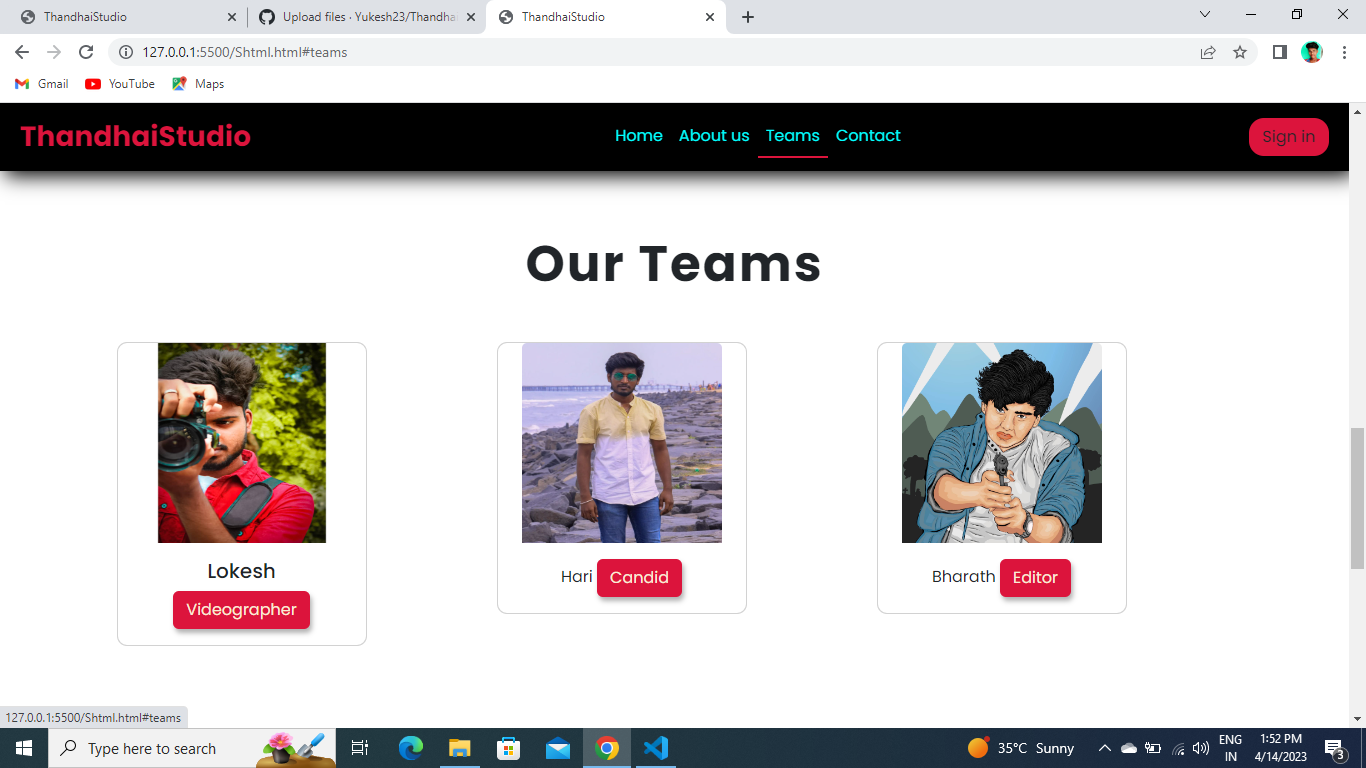 ThandhaiStudio
Upload files · Yukesh23/Thandhai
ThandhaiStudio
127.0.0.1:5500/Shtml.html#teams
Gmail
YouTube
Maps
ThandhaiStudio
Home
About us
Teams
Contact
Sign in
Our Teams
Lokesh
Videographer
Hari Candid
Bharath Editor
127.0.0.1:5500/Shtml.html#teams
Type here to search
35°C Sunny
ENG
IN
1:52 PM
4/14/2023
3